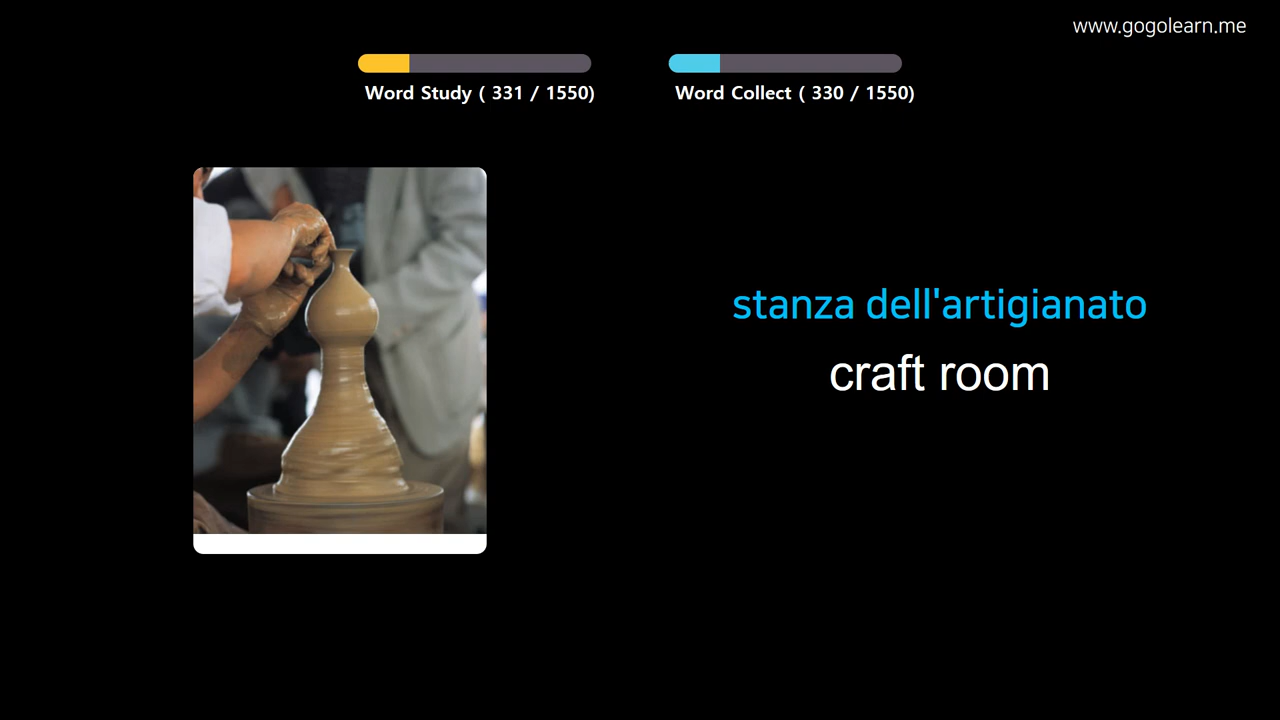 www.gogolearn.me
Word Study ( 331 / 1550)
Word Collect ( 330 / 1550)
stanza dell'artigianato
craft room